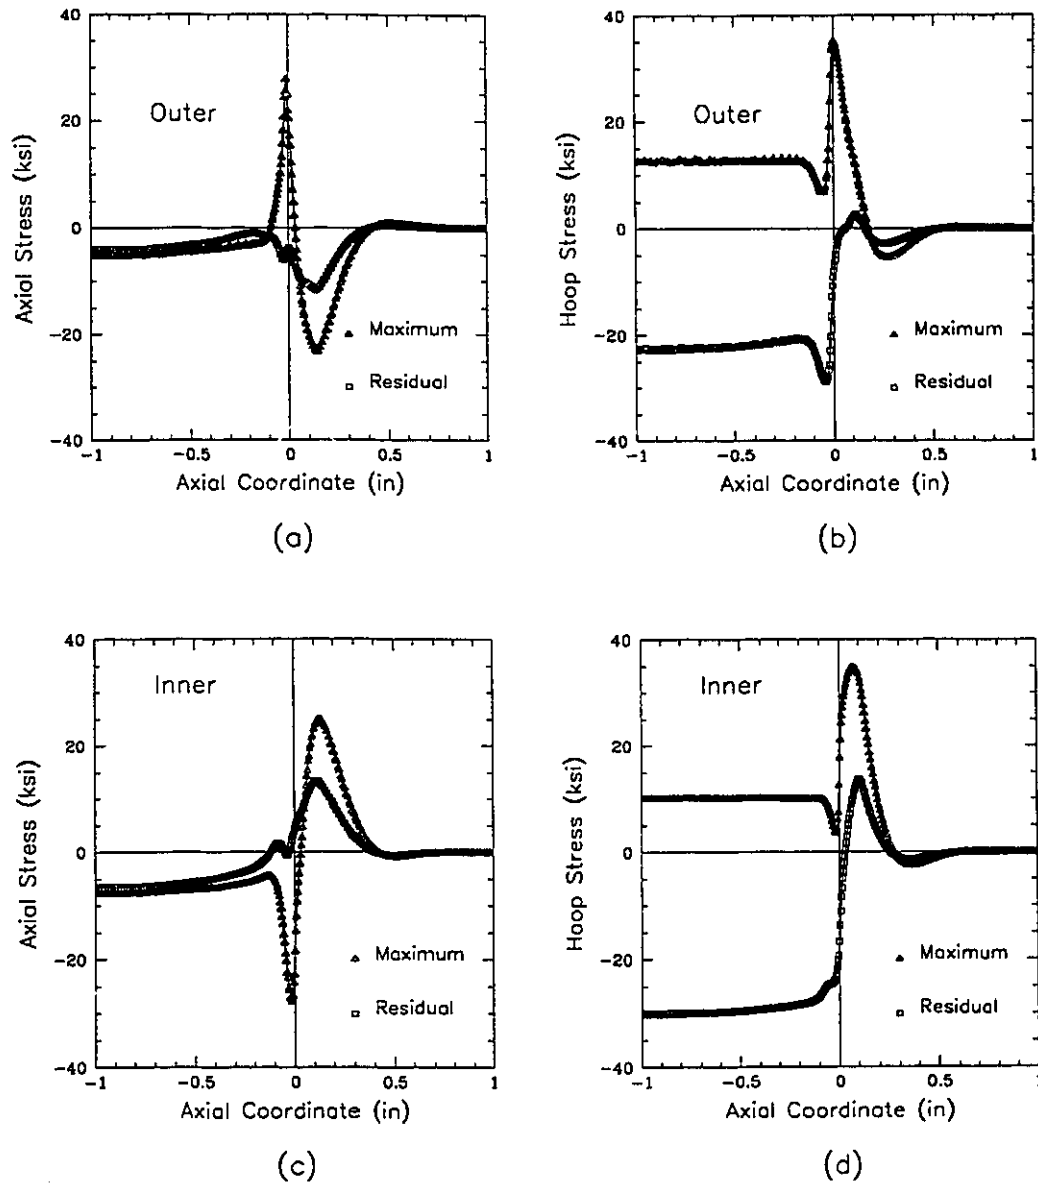 40
20
0
-20
-40
Axial Stress (ksi)
Outer
Maximum
Residual
-1
-0.5
0
0.5
1
Axial Coordinate (in)
(a)
40
20
0
-20
-40
Hoop Stress (ksi)
Outer
Maximum
Residual
-1
-0.5
0
0.5
1
Axial Coordinate (in)
(b)
40
20
0
-20
-40
Axial Stress (ksi)
Inner
Maximum
Residual
-1
-0.5
0
0.5
1
Axial Coordinate (in)
(c)
40
20
0
-20
-40
Hoop Stress (ksi)
Inner
Maximum
Residual
-1
-0.5
0
0.5
1
Axial Coordinate (in)
(d)